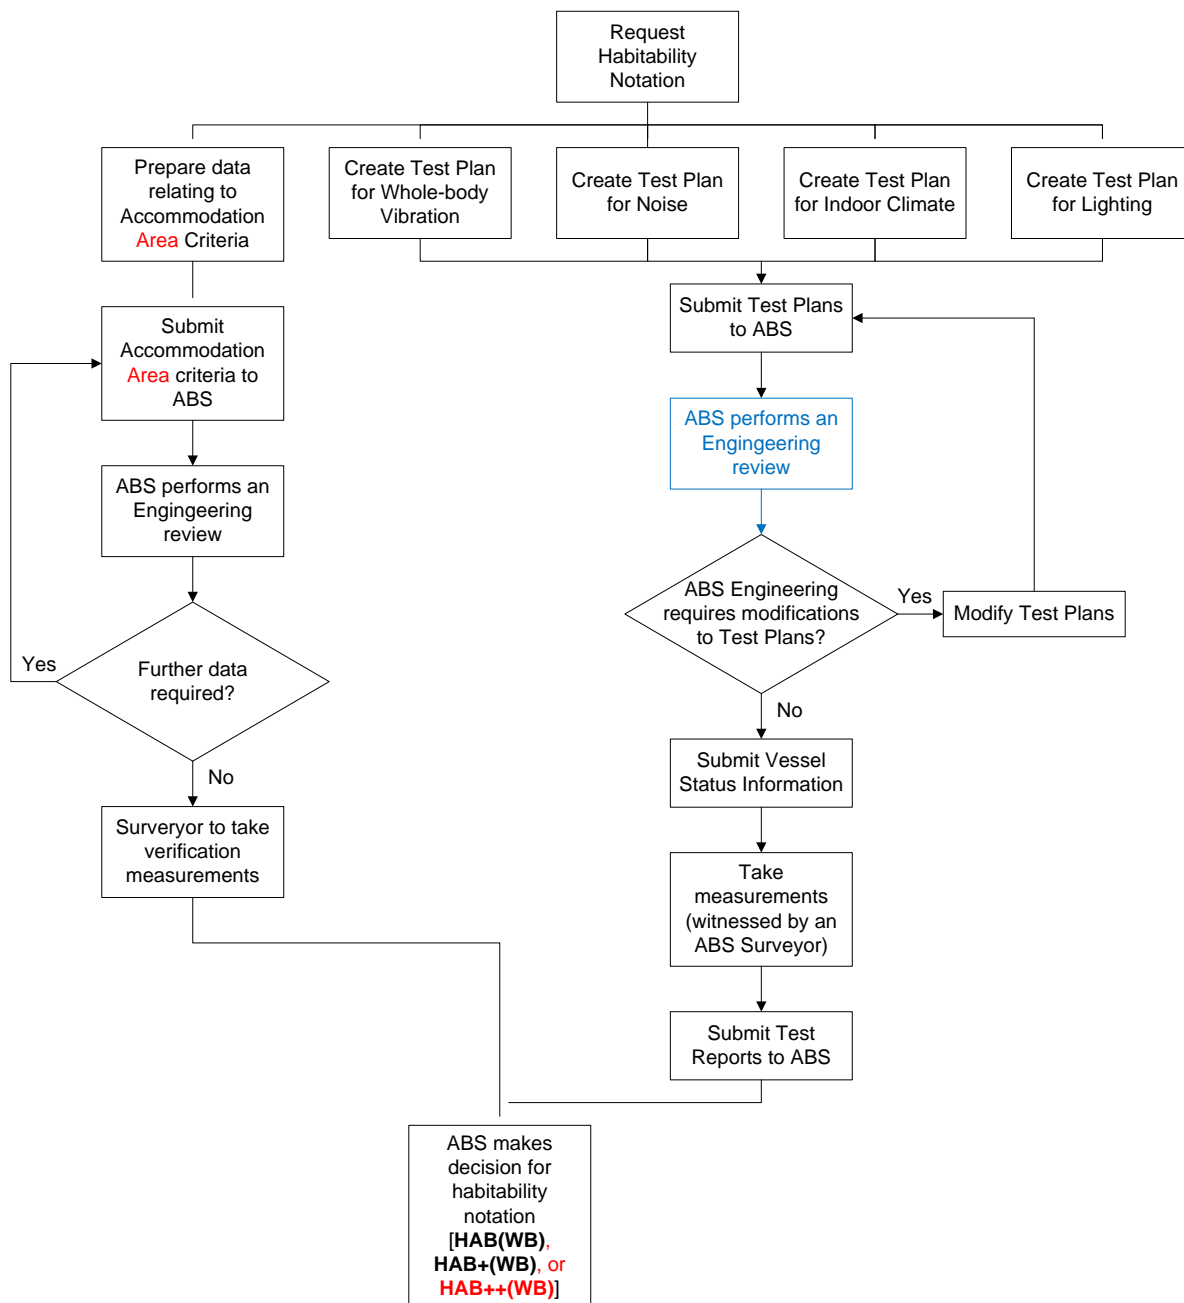 Request
Habitability
Notation
Prepare data
relating to
Accommodation
Area Criteria
Create Test Plan
for Whole-body
Vibration
Create Test Plan
for Noise
Create Test Plan
for Indoor Climate
Create Test Plan
for Lighting
Submit
Accommodation
Area criteria to
ABS
Submit Test Plans
to ABS
ABS performs an
Engingeering
review
ABS performs an
Engingeering
review
ABS Engineering
requires modifications
to Test Plans?
Yes
Modify Test Plans
Yes
Further data
required?
No
No
Submit Vessel
Status Information
Surveryor to take
verification
measurements
Take
measurements
(witnessed by an
ABS Surveyor)
Submit Test
Reports to ABS
ABS makes
decision for
habitability
notation
[HAB(WB),
HAB+(WB), or
HAB++(WB)]